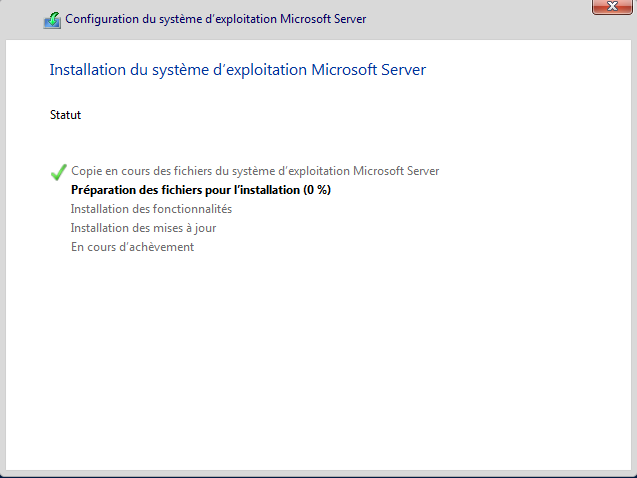 Configuration du système d'exploitation Microsoft Server
Installation du système d'exploitation Microsoft Server
Statut
Copie en cours des fichiers du système d'exploitation Microsoft Server
Préparation des fichiers pour l'installation (0 %)
Installation des fonctionnalités
Installation des mises à jour
En cours d'achèvement